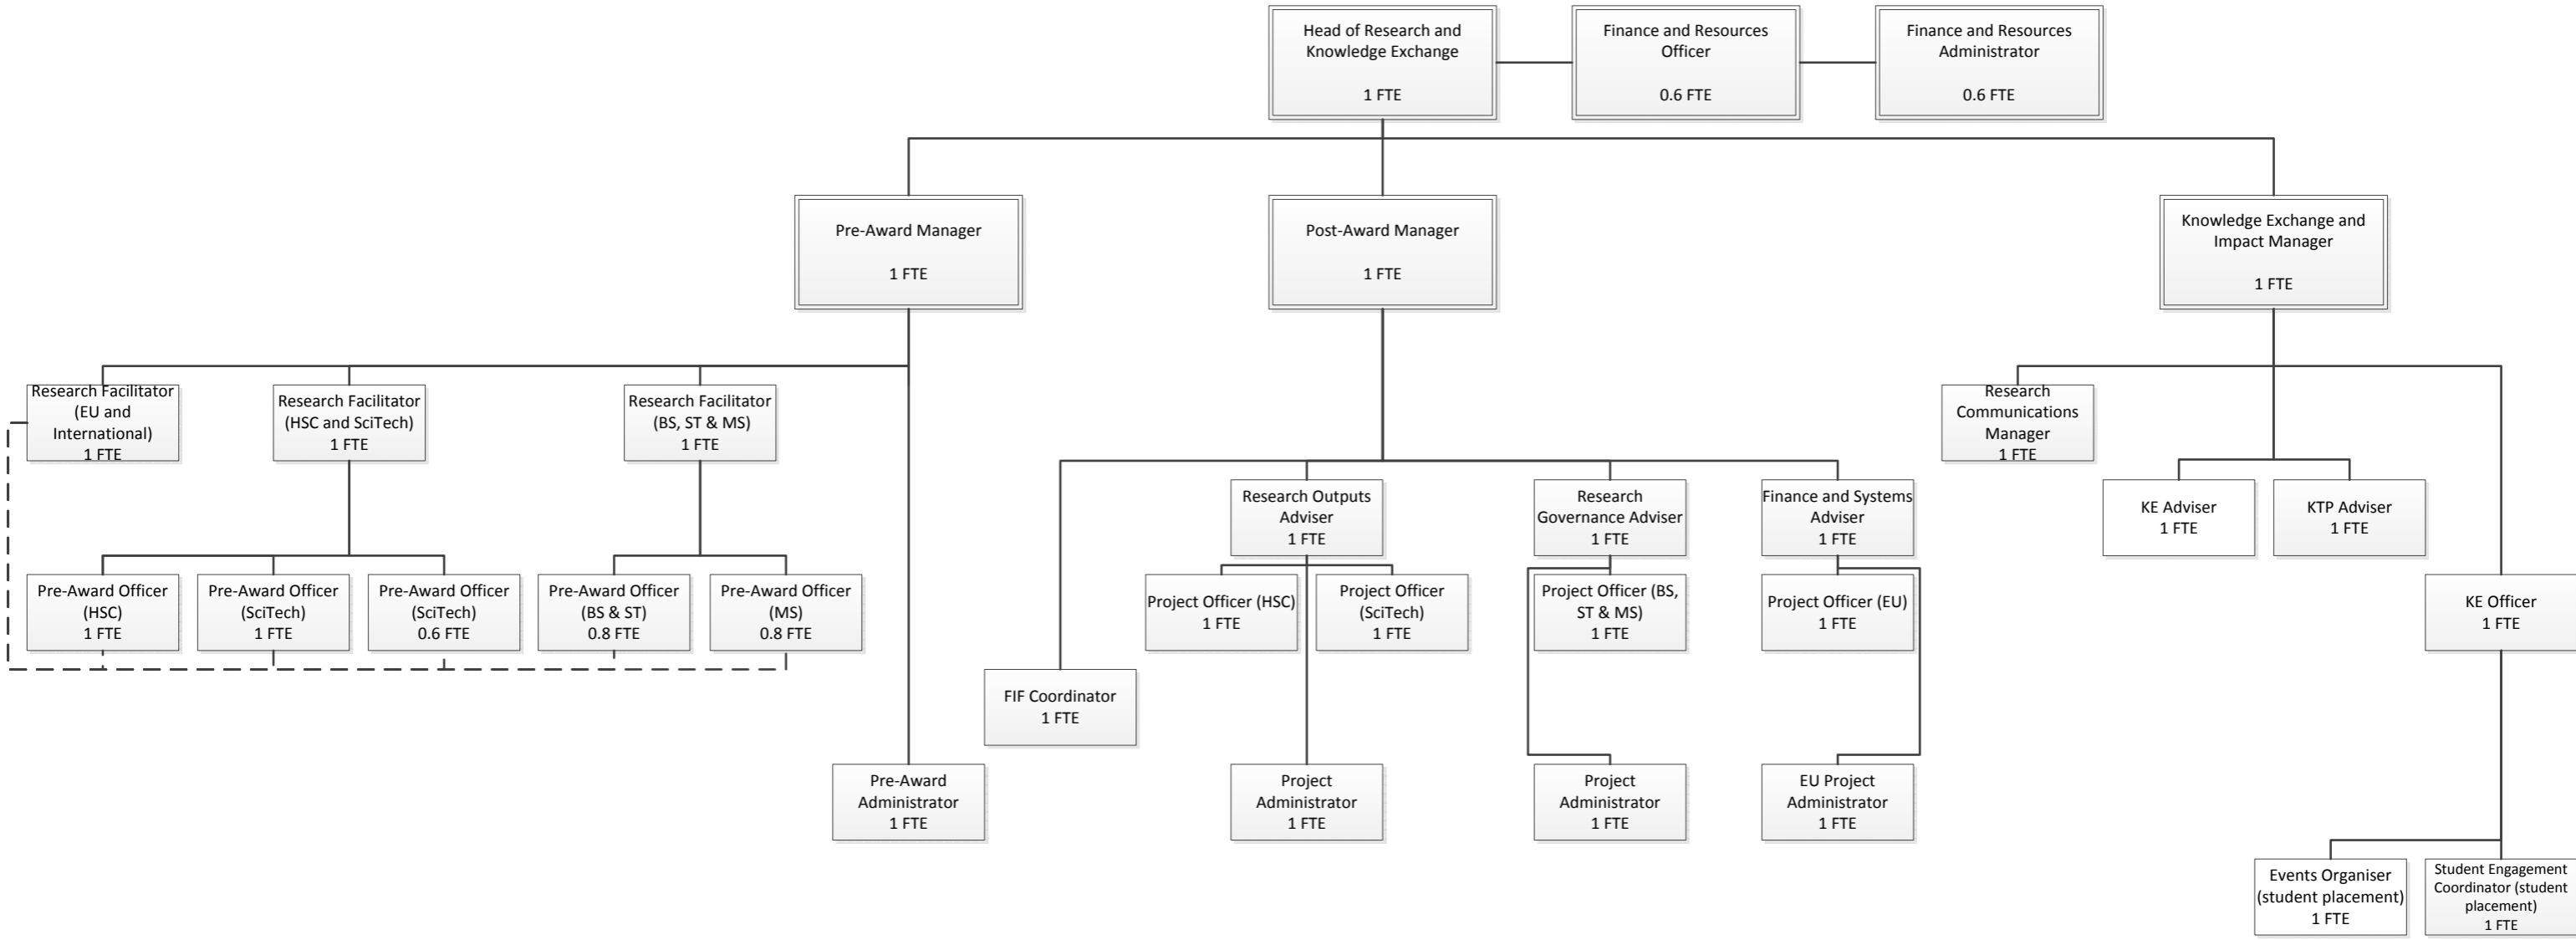 Head of Research and
Knowledge Exchange
1 FTE
Finance and Resources
Officer
0.6 FTE
Finance and Resources
Administrator
0.6 FTE
Pre-Award Manager
1 FTE
Post-Award Manager
1 FTE
Knowledge Exchange and
Impact Manager
1 FTE
Research Facilitator
(EU and
International)
1 FTE
Research Facilitator
(HSC and SciTech)
1 FTE
Research Facilitator
(BS, ST & MS)
1 FTE
Research
Communications
Manager
1 FTE
Research Outputs
Adviser
1 FTE
Research
Governance Adviser
1 FTE
Finance and Systems
Adviser
1 FTE
KE Adviser
1 FTE
KTP Adviser
1 FTE
Pre-Award Officer
(HSC)
1 FTE
Pre-Award Officer
(SciTech)
1 FTE
Pre-Award Officer
(SciTech)
0.6 FTE
Pre-Award Officer
(BS & ST)
0.8 FTE
Pre-Award Officer
(MS)
0.8 FTE
Project Officer (HSC)
1 FTE
Project Officer
(SciTech)
1 FTE
Project Officer (BS,
ST & MS)
1 FTE
Project Officer (EU)
1 FTE
KE Officer
1 FTE
FIF Coordinator
1 FTE
Pre-Award
Administrator
1 FTE
Project
Administrator
1 FTE
Project
Administrator
1 FTE
EU Project
Administrator
1 FTE
Events Organiser
(student placement)
1 FTE
Student Engagement
Coordinator (student
placement)
1 FTE